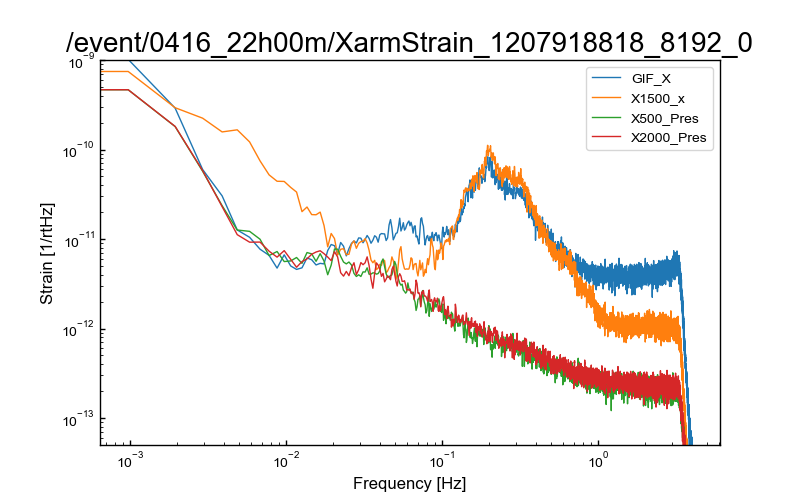 /event/0416_22h00m/XarmStrain_1207918818_8192_0
GIF_X
X1500_x
X500_Pres
X2000_Pres
Strain [1/rtHz]
10⁻⁹
10⁻¹⁰
10⁻¹¹
10⁻¹²
10⁻¹³
10⁻³
10⁻²
10⁻¹
10⁰
Frequency [Hz]